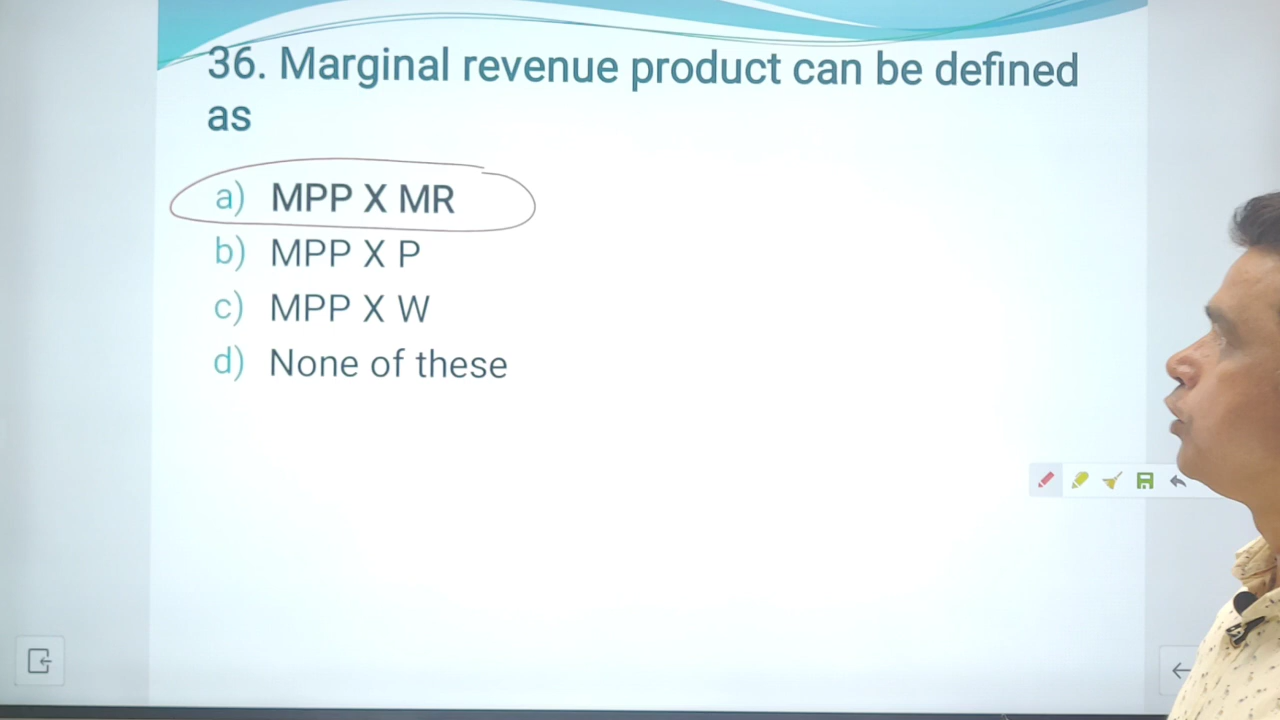 36. Marginal revenue product can be defined
as
a) MPP X MR
b) MPP X P
c) MPP X W
d) None of these